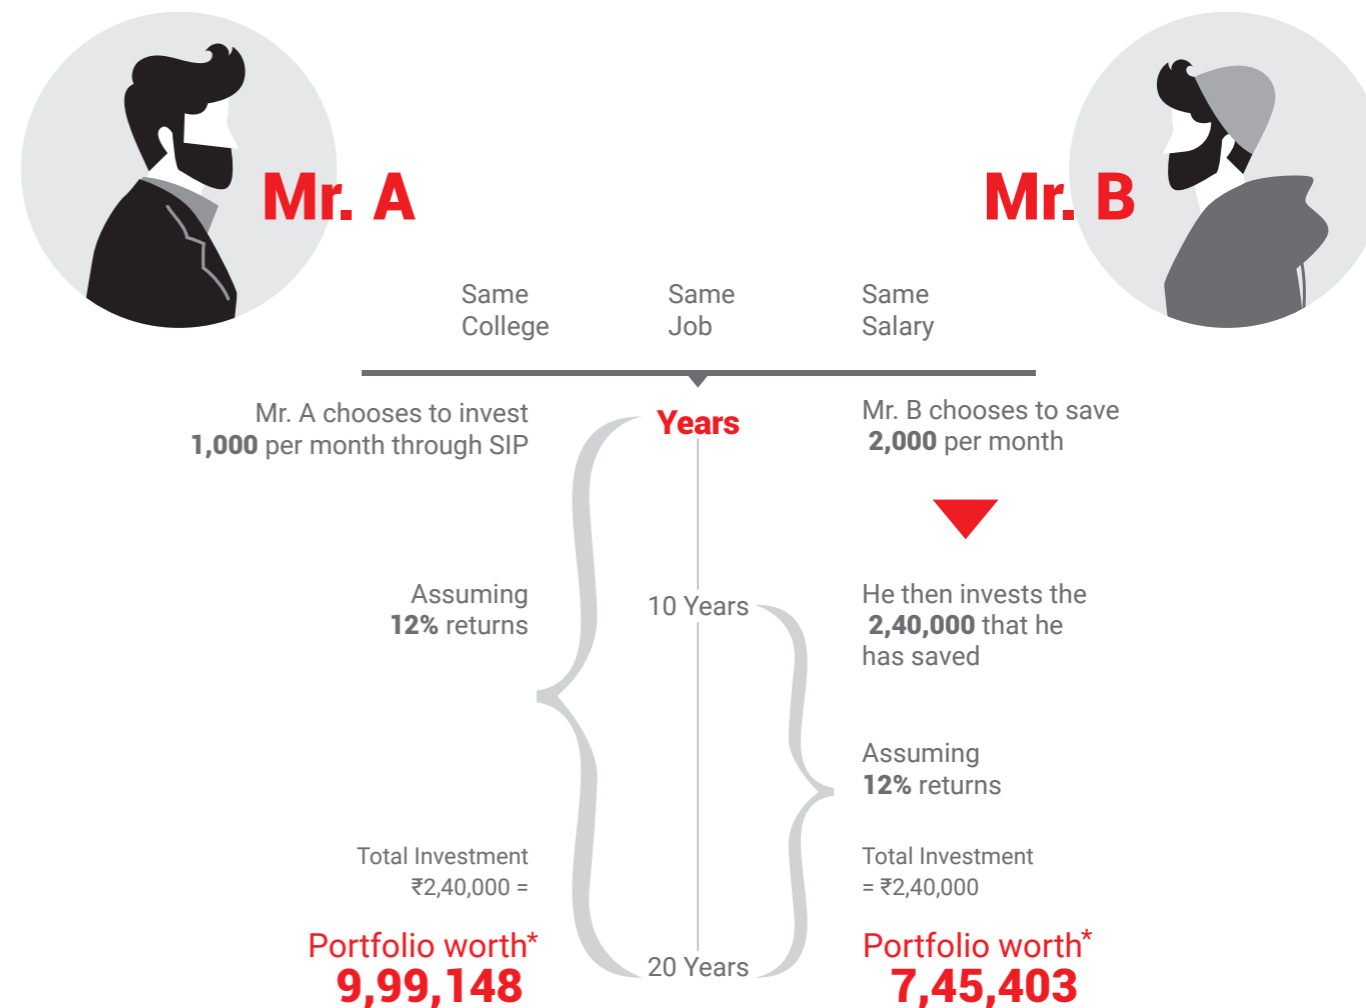 Mr. A
Mr. B
Same
College
Same
Job
Same
Salary
Mr. A chooses to invest
1,000 per month through SIP
Years
Mr. B chooses to save
2,000 per month
Assuming
12% returns
10 Years
He then invests the
2,40,000 that he
has saved
Assuming
12% returns
Total Investment
₹2,40,000 =
Total Investment
= ₹2,40,000
Portfolio worth*
9,99,148
20 Years
Portfolio worth*
7,45,403